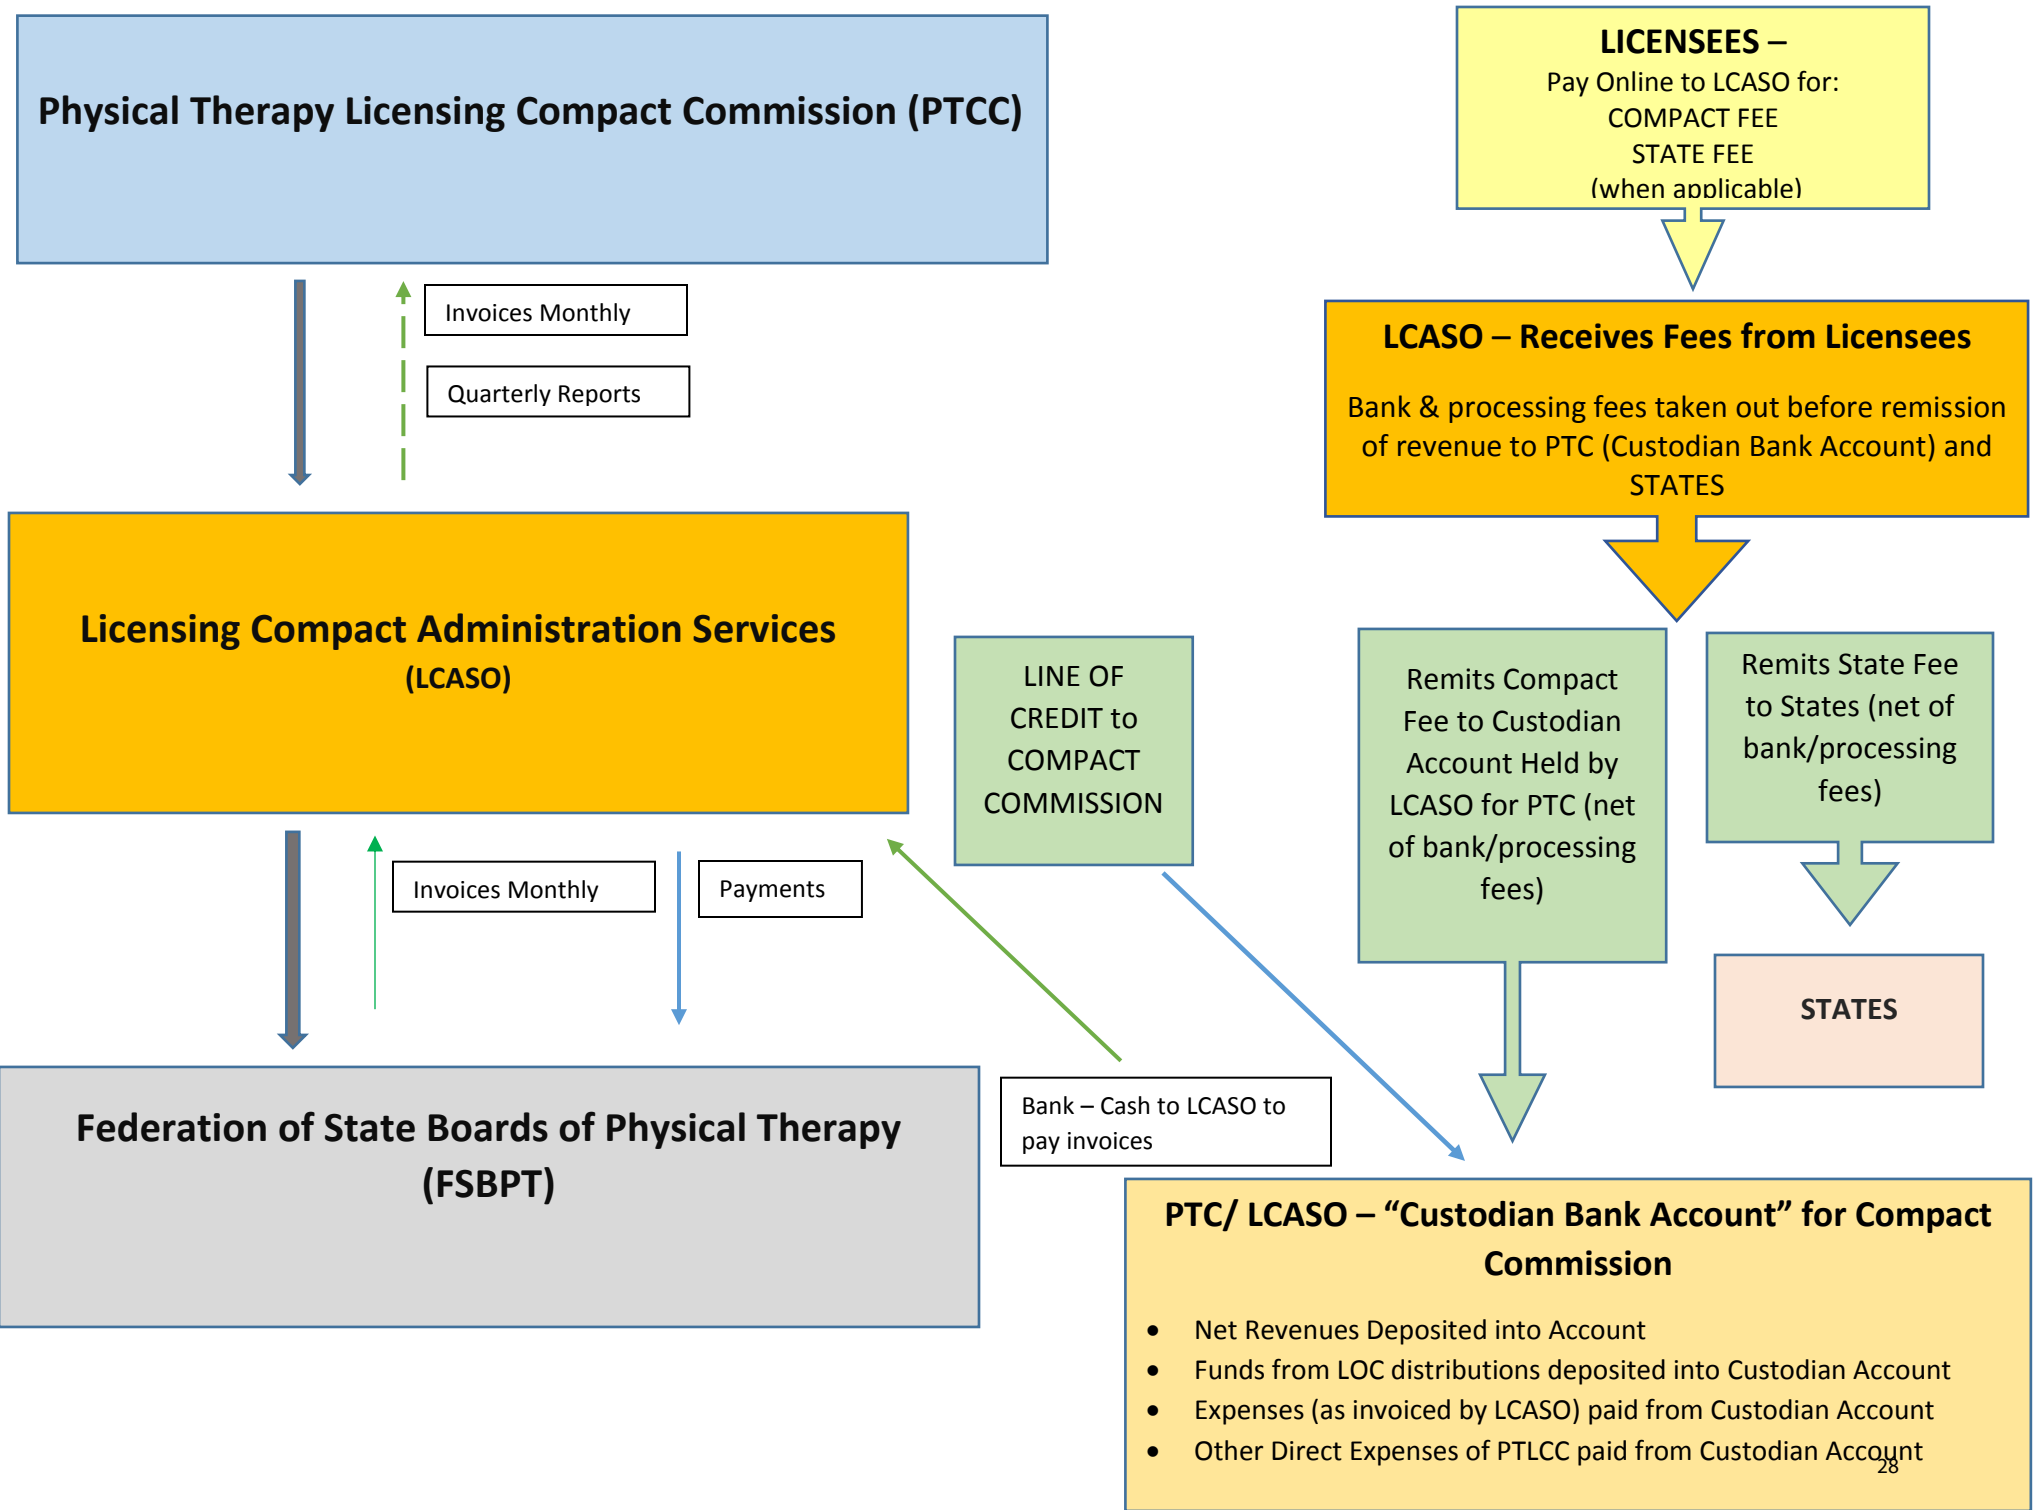 Physical Therapy Licensing Compact Commission (PTCC)
LICENSEES –
Pay Online to LCASO for:
COMPACT FEE
STATE FEE
(when applicable)
Invoices Monthly
Quarterly Reports
LCASO – Receives Fees from Licensees
Bank & processing fees taken out before remission
of revenue to PTC (Custodian Bank Account) and
STATES
Licensing Compact Administration Services
(LCASO)
LINE OF
CREDIT to
COMPACT
COMMISSION
Remits Compact
Fee to Custodian
Account Held by
LCASO for PTC (net
of bank/processing
fees)
Remits State Fee
to States (net of
bank/processing
fees)
Invoices Monthly
Payments
STATES
Federation of State Boards of Physical Therapy
(FSBPT)
Bank – Cash to LCASO to
pay invoices
PTC/ LCASO – “Custodian Bank Account” for Compact
Commission
• Net Revenues Deposited into Account
• Funds from LOC distributions deposited into Custodian Account
• Expenses (as invoiced by LCASO) paid from Custodian Account
• Other Direct Expenses of PTLCC paid from Custodian Account
28